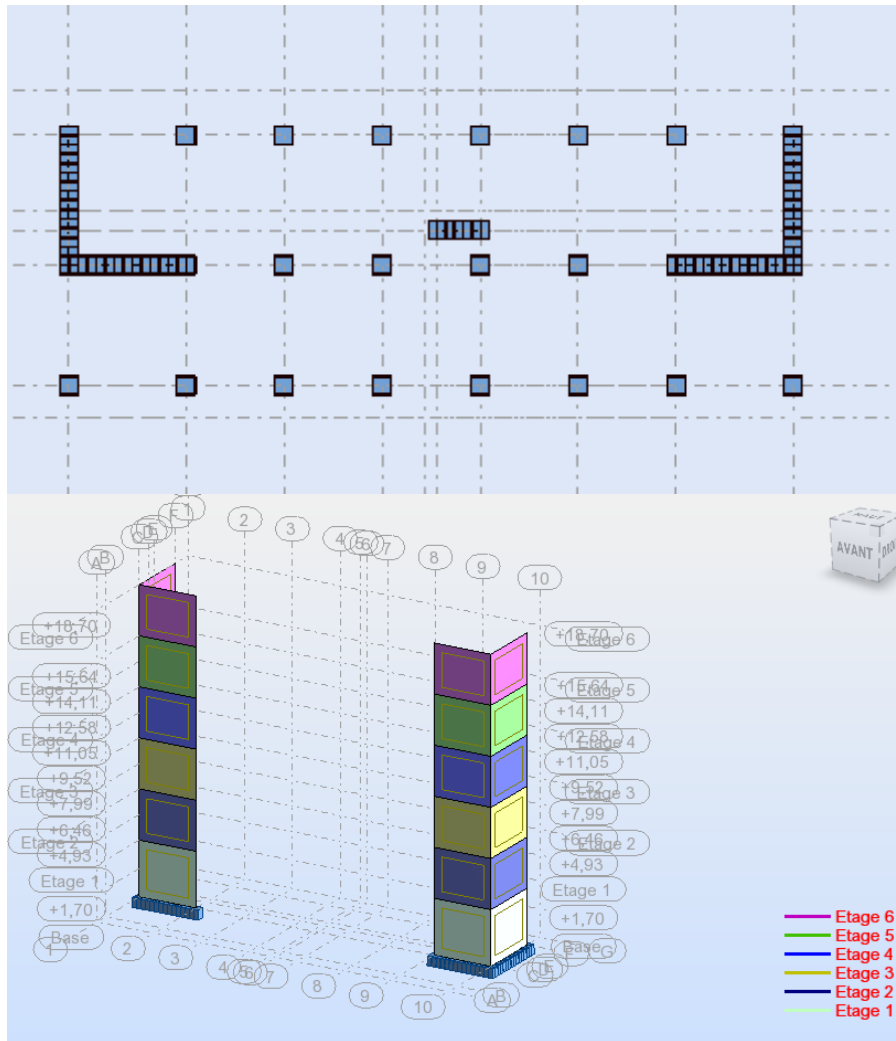 1
2
3
4
5
6
7
8
9
10
C
D
E
F
A
B
AVANT
HAUT
+18,70
Etage 6
+15,64
Etage 5
+14,11
+12,58
Etage 4
+11,05
+9,52
Etage 3
+7,99
+6,46
Etage 2
+4,93
Etage 1
+1,70
Base
+18,70
Etage 6
+15,64
Etage 5
+14,11
+12,58
Etage 4
+11,05
+9,52
Etage 3
+7,99
+6,46
Etage 2
+4,93
Etage 1
+1,70
Base
1
2
3
4
5
6
7
8
9
10
A
B
C
D
E
G
Etage 6
Etage 5
Etage 4
Etage 3
Etage 2
Etage 1